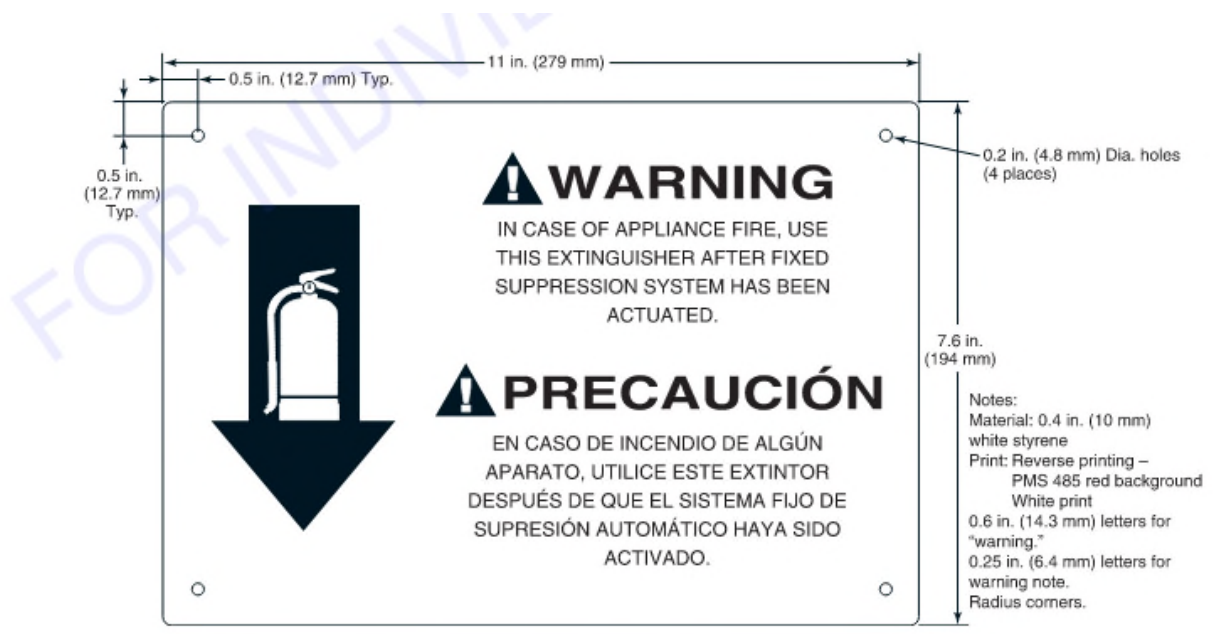 FOR INDIVID
11 in. (279 mm)
0.5 in. (12.7 mm) Typ.
0.5 in.
(12.7 mm)
Typ.
0.2 in. (4.8 mm) Dia. holes
(4 places)
WARNING
IN CASE OF APPLIANCE FIRE, USE
THIS EXTINGUISHER AFTER FIXED
SUPPRESSION SYSTEM HAS BEEN
ACTUATED.
7.6 in.
(194 mm)
PRECAUCIÓN
EN CASO DE INCENDIO DE ALGÚN
APARATO, UTILICE ESTE EXTINTOR
DESPUÉS DE QUE EL SISTEMA FIJO DE
SUPRESIÓN AUTOMÁTICO HAYA SIDO
ACTIVADO.
Notes:
Material: 0.4 in. (10 mm)
white styrene
Print: Reverse printing –
PMS 485 red background
White print
0.6 in. (14.3 mm) letters for
“warning.”
0.25 in. (6.4 mm) letters for
warning note.
Radius corners.